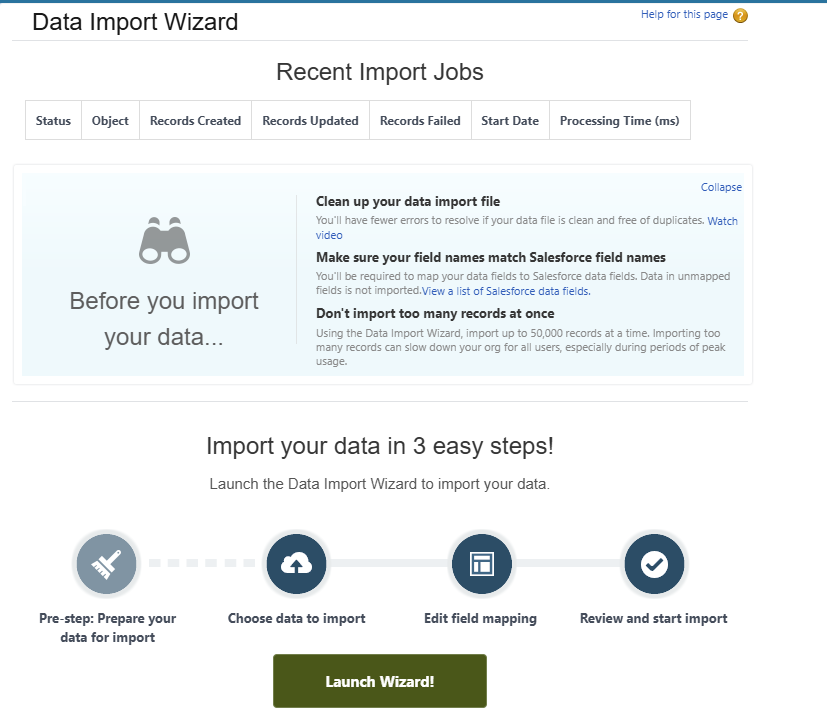 Data Import Wizard
Help for this page ?
Recent Import Jobs
Status Object Records Created Records Updated Records Failed Start Date Processing Time (ms)
Collapse
Clean up your data import file
You'll have fewer errors to resolve if your data file is clean and free of duplicates. Watch
video
Make sure your field names match Salesforce field names
You'll be required to map your data fields to Salesforce data fields. Data in unmapped
fields is not imported.View a list of Salesforce data fields.
Don't import too many records at once
Using the Data Import Wizard, import up to 50,000 records at a time. Importing too
many records can slow down your org for all users, especially during periods of peak
usage.
Before you import
your data...
Import your data in 3 easy steps!
Launch the Data Import Wizard to import your data.
Pre-step: Prepare your
data for import
Choose data to import
Edit field mapping
Review and start import
Launch Wizard!